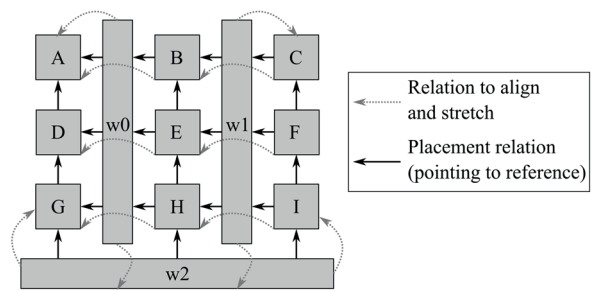 A
B
C
D
w0
E
w1
F
G
H
I
w2
Relation to align
and stretch
Placement relation
(pointing to reference)